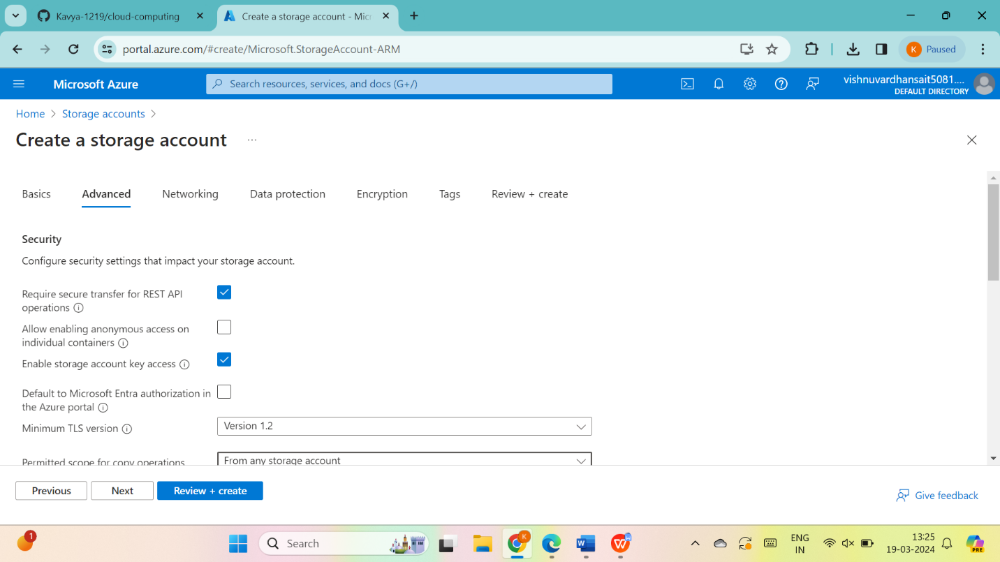 Kavya-1219/cloud-computing
Create a storage account - Micr
portal.azure.com/#create/Microsoft.StorageAccount-ARM
K Paused
Microsoft Azure
Search resources, services, and docs (G+/)
vishnuvardhansait5081....
DEFAULT DIRECTORY
Home > Storage accounts >
Create a storage account ...
Basics Advanced Networking Data protection Encryption Tags Review + create
Security
Configure security settings that impact your storage account.
Require secure transfer for REST API
operations
Allow enabling anonymous access on
individual containers
Enable storage account key access
Default to Microsoft Entra authorization in
the Azure portal
Minimum TLS version
Version 1.2
Permitted scope for copy operations
From any storage account
Previous Next Review + create
Give feedback
1
Search
K
W
W
ENG
IN
13:25
19-03-2024
PRE